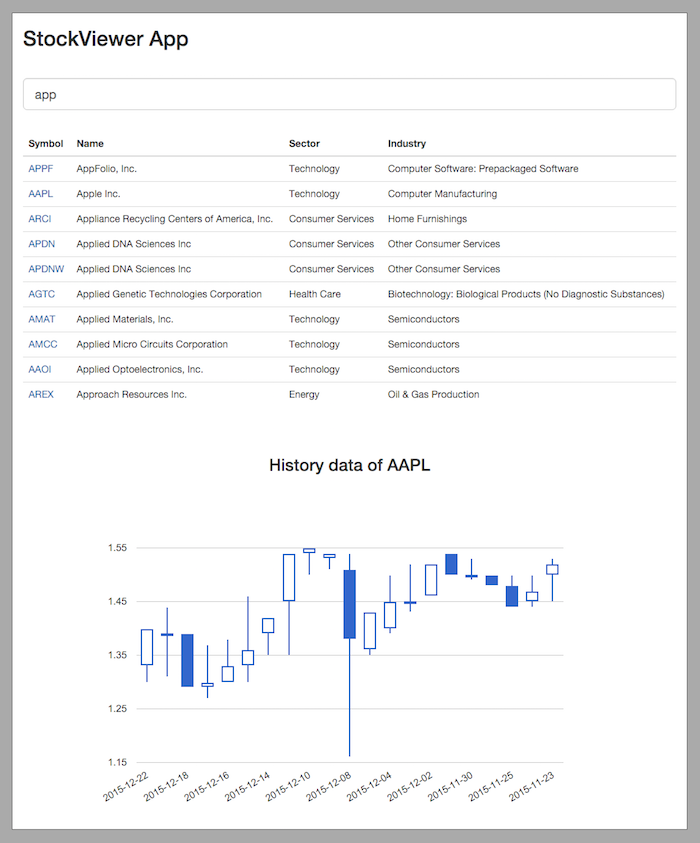 StockViewer App
app
Symbol Name Sector Industry
APPF AppFolio, Inc. Technology Computer Software: Prepackaged Software
AAPL Apple Inc. Technology Computer Manufacturing
ARCI Appliance Recycling Centers of America, Inc. Consumer Services Home Furnishings
APDN Applied DNA Sciences Inc Consumer Services Other Consumer Services
APDNW Applied DNA Sciences Inc Consumer Services Other Consumer Services
AGTC Applied Genetic Technologies Corporation Health Care Biotechnology: Biological Products (No Diagnostic Substances)
AMAT Applied Materials, Inc. Technology Semiconductors
AMCC Applied Micro Circuits Corporation Technology Semiconductors
AAOI Applied Optoelectronics, Inc. Technology Semiconductors
AREX Approach Resources Inc. Energy Oil & Gas Production
History data of AAPL
1.55
1.45
1.35
1.25
1.15
2015-12-22 2015-12-18 2015-12-16 2015-12-14 2015-12-10 2015-12-08 2015-12-04 2015-12-02 2015-11-30 2015-11-25 2015-11-23